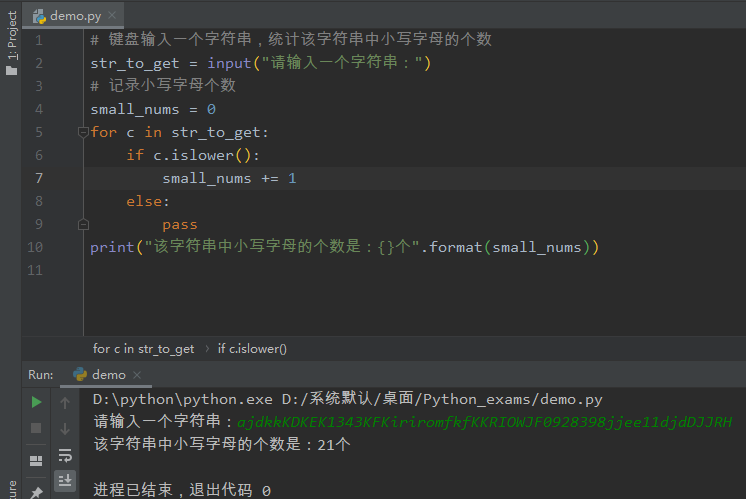 1: Project
demo.py
1 # 键盘输入一个字符串，统计该字符串中小写字母的个数
2 str_to_get = input("请输入一个字符串：")
3 # 记录小写字母个数
4 small_nums = 0
5 for c in str_to_get:
6 if c.islower():
7 small_nums += 1
8 else:
9 pass
10 print("该字符串中小写字母的个数是：{}个".format(small_nums))
11
for c in str_to_get › if c.islower()
Run: demo
D:\python\python.exe D:/系统默认/桌面/Python_exams/demo.py
请输入一个字符串：ajdkkKDKEK1343KFKiriromfkfKKRIOWJF0928398jjee11djdDJJRH
该字符串中小写字母的个数是：21个
进程已结束，退出代码 0